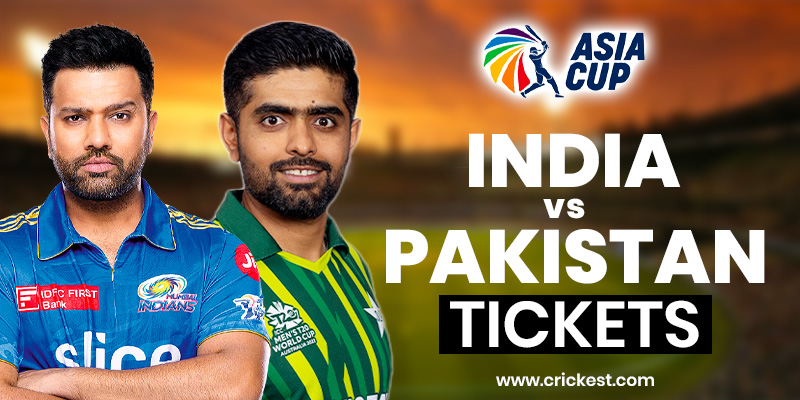 ASIA
CUP
INDIA
VS
PAKISTAN
TICKETS
www.crickest.com
IDFC FIRST
Bank
MUMBAI
INDIANS
slice
MEN'S T20
WORLD CUP